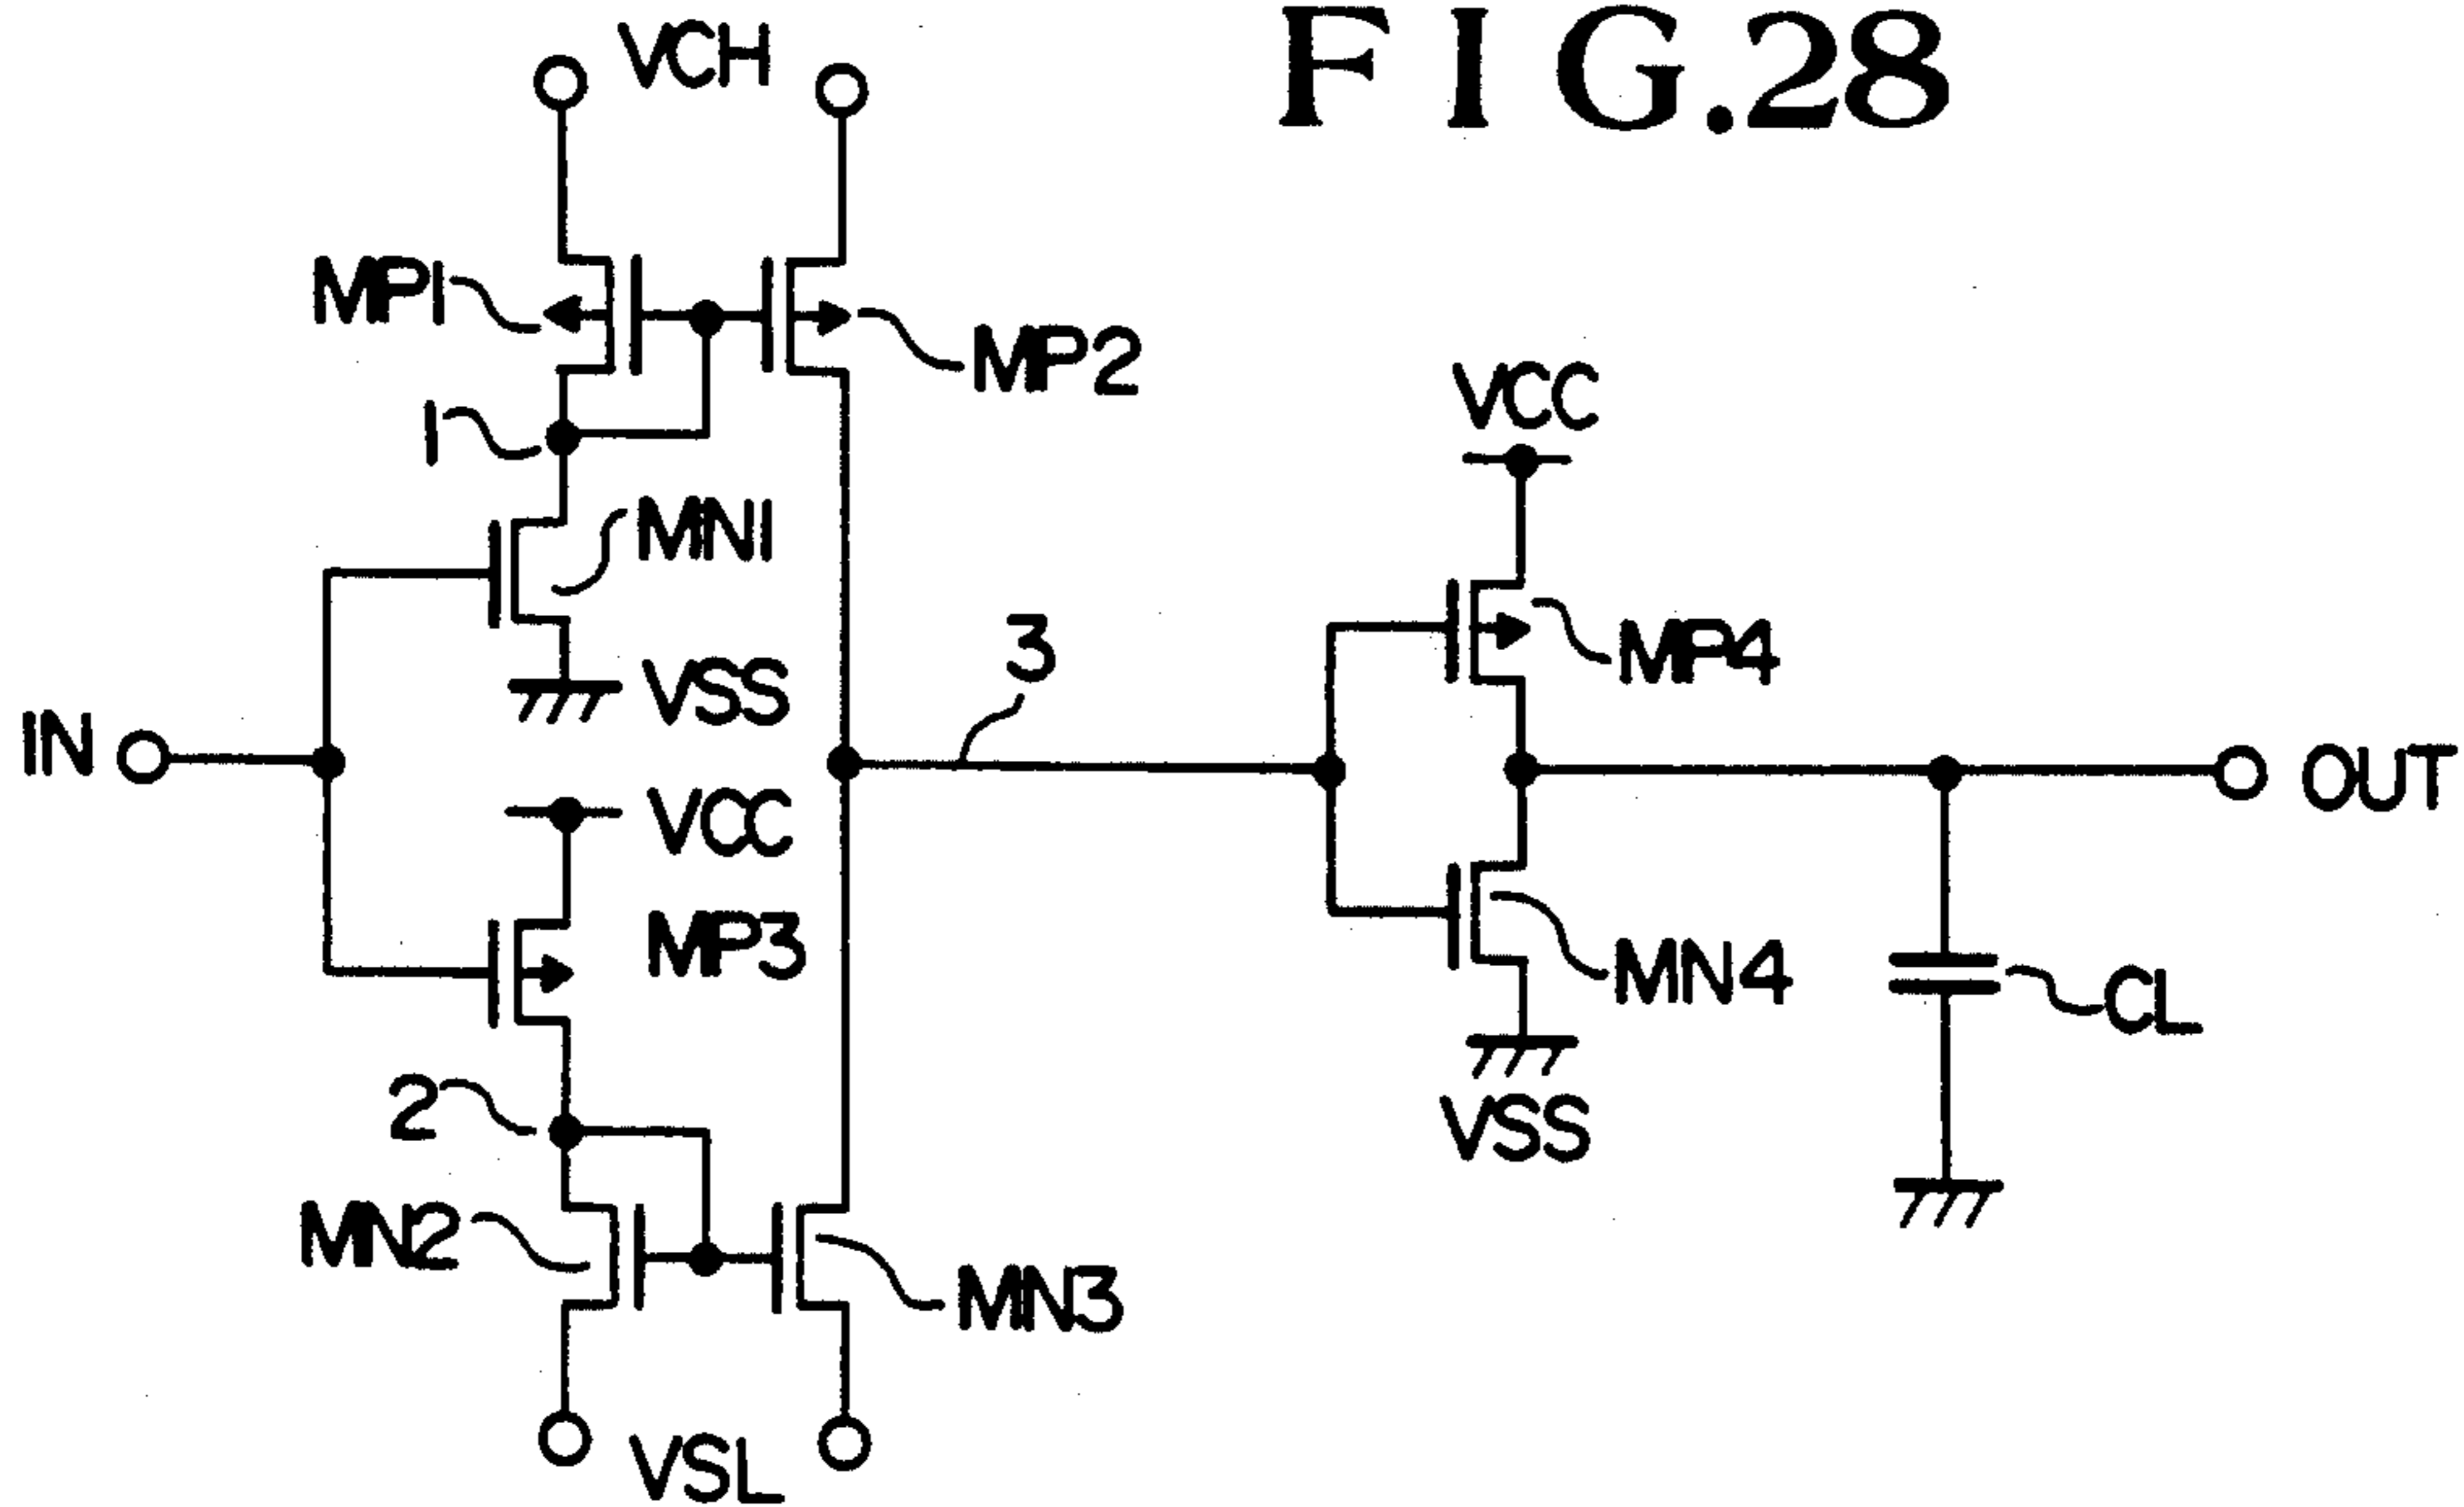 FIG.28
VCH
MP1
MP2
1
MN1
VSS
IN
VCC
MP3
2
MN2
MN3
VSL
3
VCC
MP4
MN4
VSS
CL
OUT